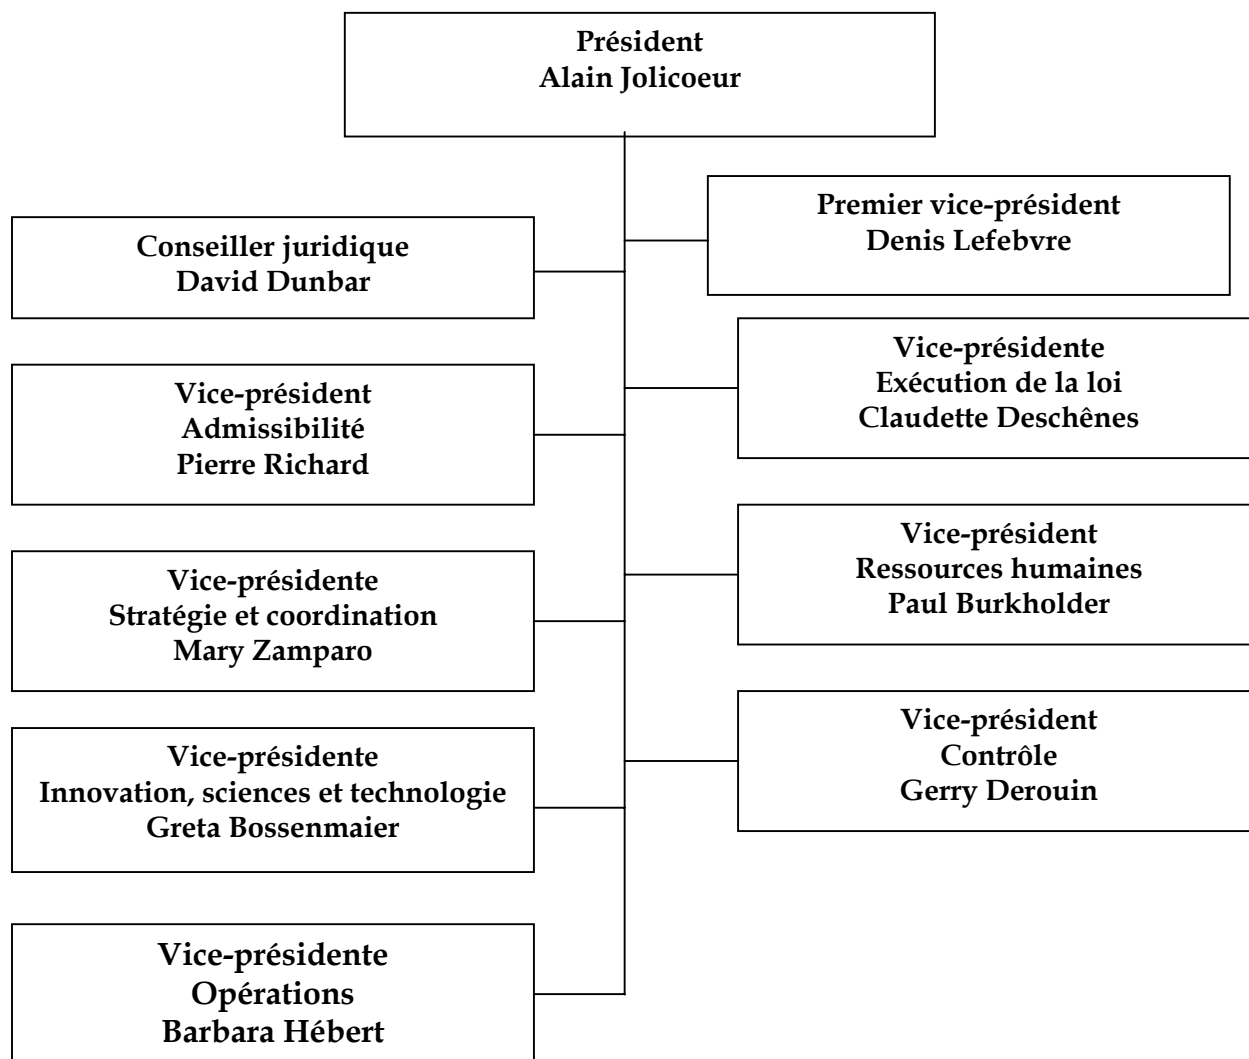 Président
Alain Jolicoeur
Premier vice-président
Denis Lefebvre
Conseiller juridique
David Dunbar
Vice-présidente
Exécution de la loi
Claudette Deschênes
Vice-président
Admissibilité
Pierre Richard
Vice-président
Ressources humaines
Paul Burkholder
Vice-présidente
Stratégie et coordination
Mary Zamparo
Vice-président
Contrôle
Gerry Derouin
Vice-présidente
Innovation, sciences et technologie
Greta Bossenmaier
Vice-présidente
Opérations
Barbara Hébert